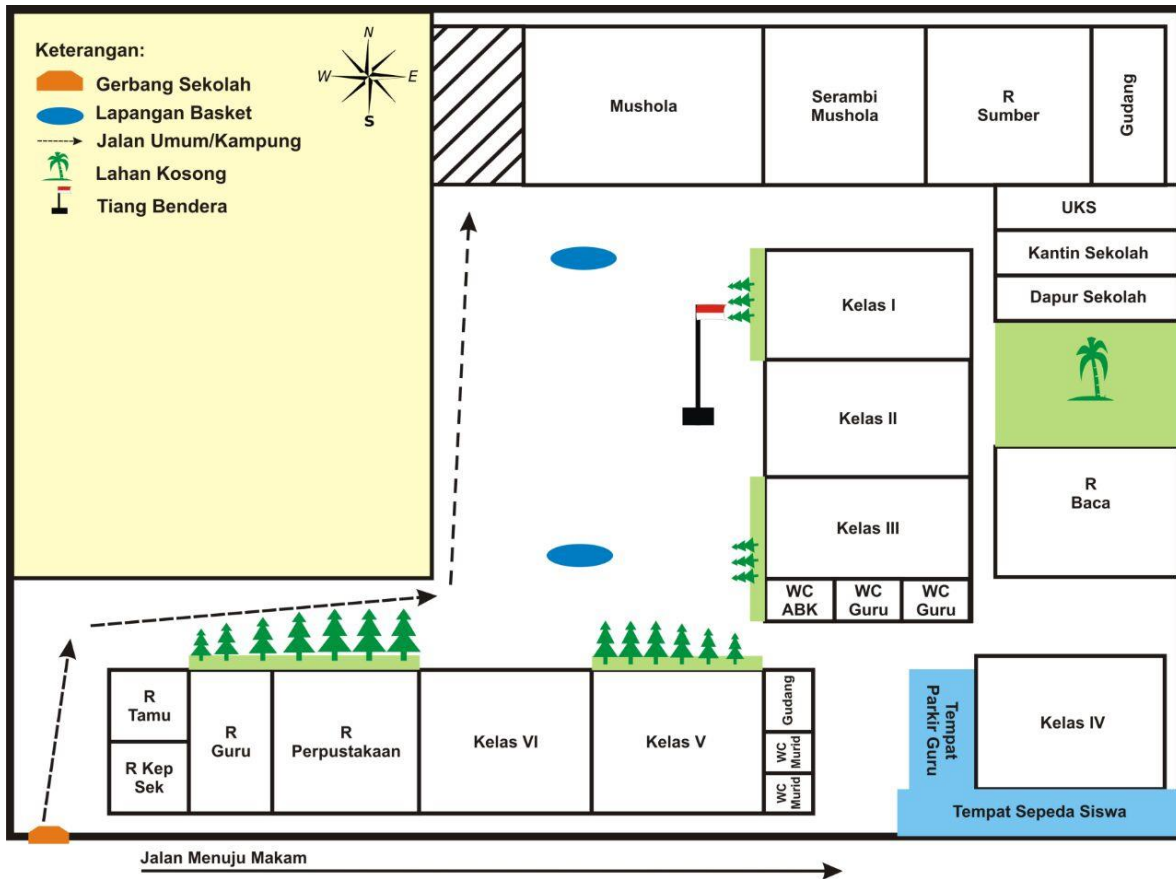 Keterangan:
Gerbang Sekolah
Lapangan Basket
Jalan Umum/Kampung
Lahan Kosong
Tiang Bendera
N
W
E
S
Mushola
Serambi
Mushola
R
Sumber
Gudang
UKS
Kantin Sekolah
Dapur Sekolah
Kelas I
Kelas II
R
Baca
Kelas III
WC
ABK
WC
Guru
WC
Guru
R
Tamu
R Kep
Sek
R
Guru
R
Perpustakaan
Kelas VI
Kelas V
Gudang
WC
Murid
WC
Murid
Tempat
Parkir Guru
Kelas IV
Tempat Sepeda Siswa
Jalan Menuju Makam